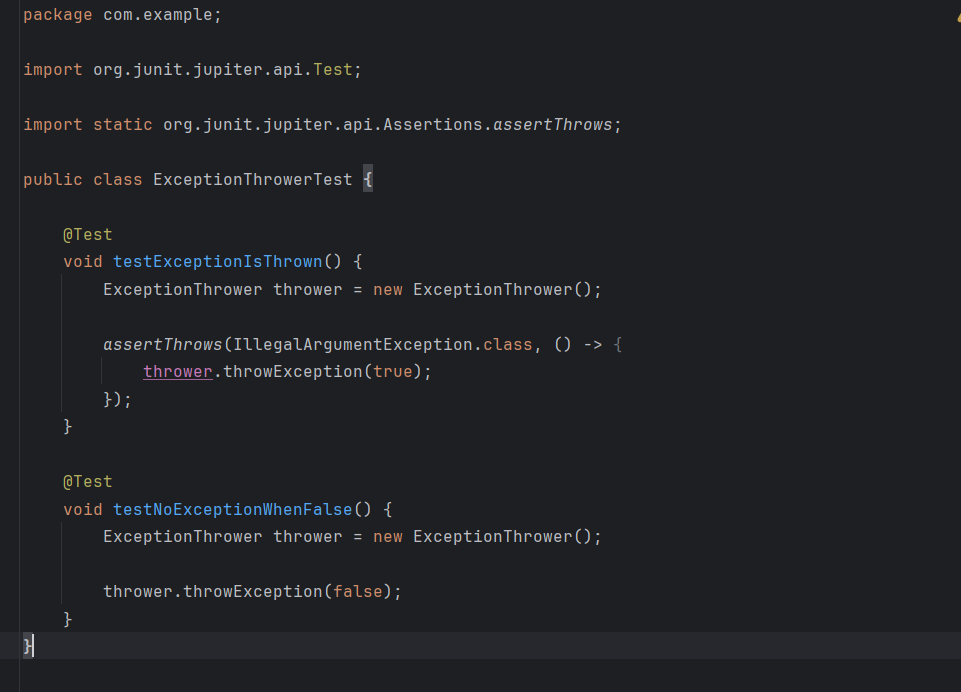 package com.example;
import org.junit.jupiter.api.Test;
import static org.junit.jupiter.api.Assertions.assertThrows;
public class ExceptionThrowerTest {
@Test
void testExceptionIsThrown() {
ExceptionThrower thrower = new ExceptionThrower();
assertThrows(IllegalArgumentException.class, () -> {
thrower.throwException(true);
});
}
@Test
void testNoExceptionWhenFalse() {
ExceptionThrower thrower = new ExceptionThrower();
thrower.throwException(false);
}
}